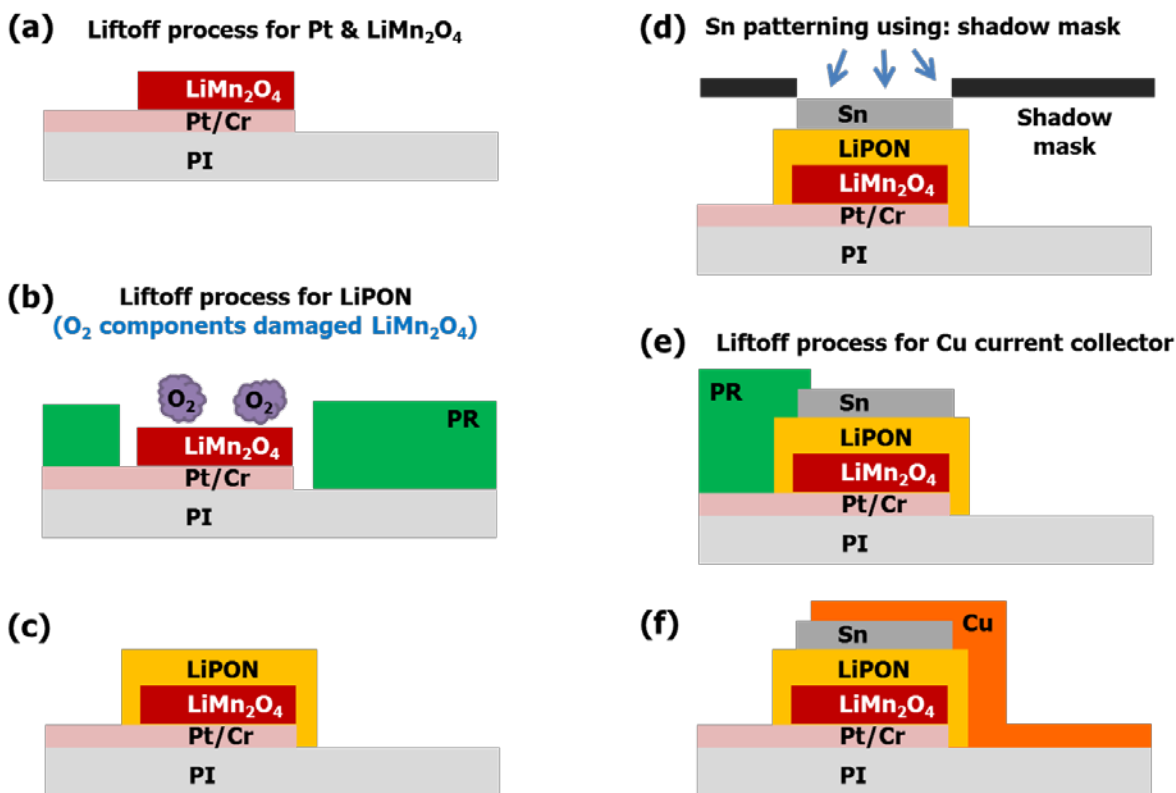 (a) Liftoff process for Pt & LiMn₂O₄
LiMn₂O₄
Pt/Cr
PI
(b) Liftoff process for LiPON
(O₂ components damaged LiMn₂O₄)
O₂ O₂
PR
LiMn₂O₄
Pt/Cr
PI
(c)
LiPON
LiMn₂O₄
Pt/Cr
PI
(d) Sn patterning using: shadow mask
Sn
Shadow
mask
LiPON
LiMn₂O₄
Pt/Cr
PI
(e) Liftoff process for Cu current collector
PR
Sn
LiPON
LiMn₂O₄
Pt/Cr
PI
(f)
Cu
Sn
LiPON
LiMn₂O₄
Pt/Cr
PI